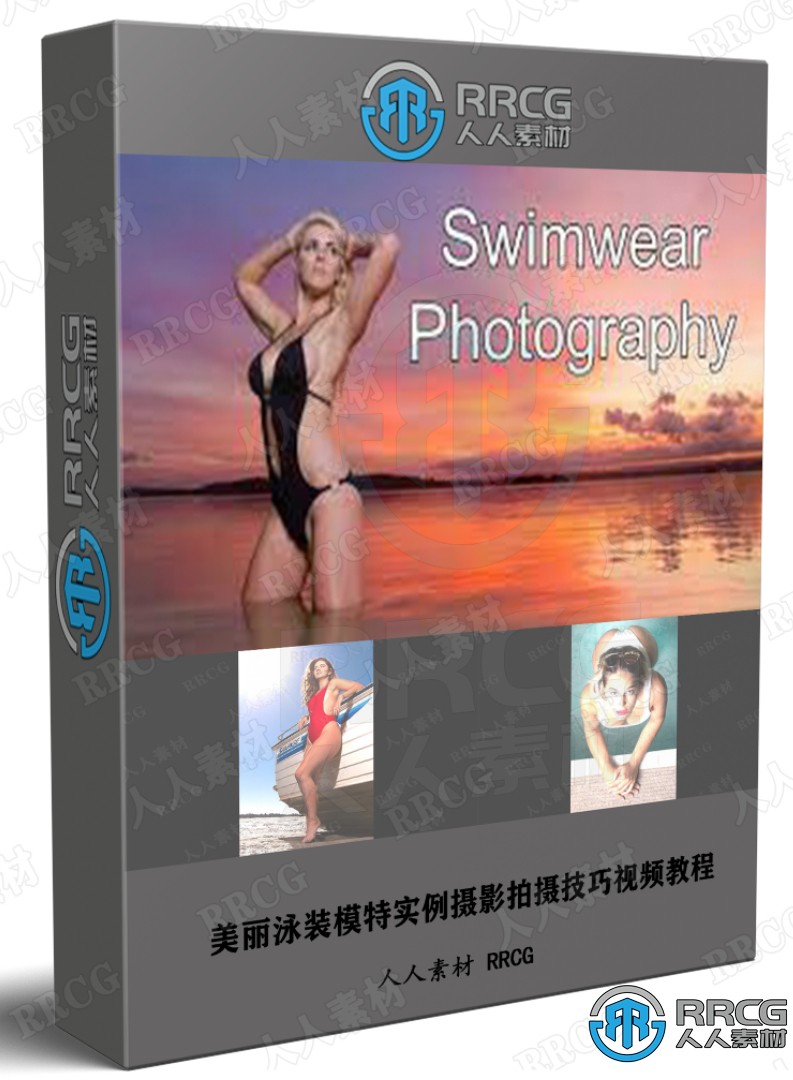 RRCG
人人素材
Swimwear
Photography
RRCG
人人素材
美丽泳装模特实例摄影拍摄技巧视频教程
人人素材 RRCG
RRCG
人人素材